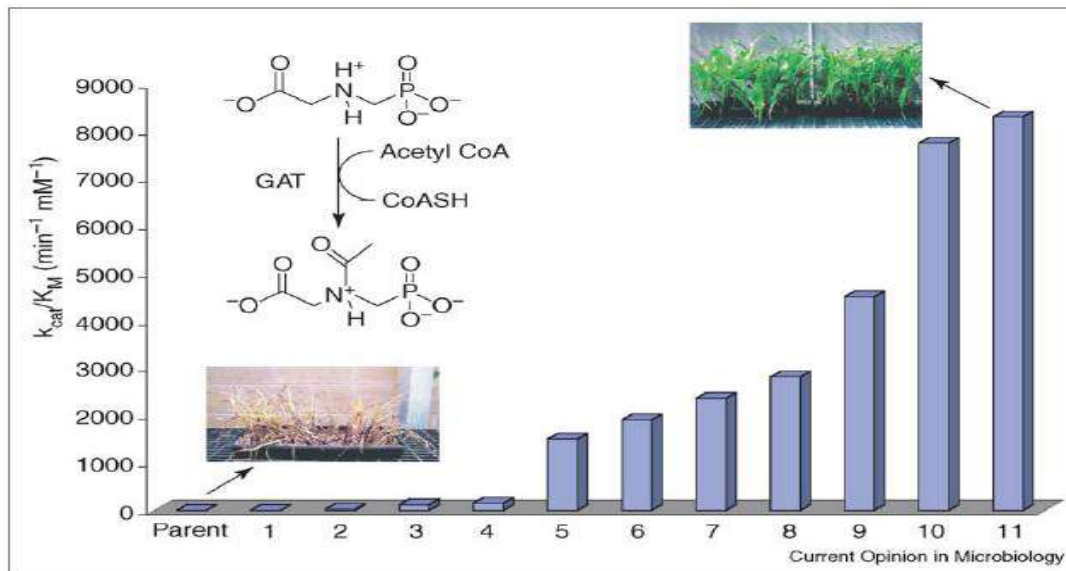 H+
O
O
−O
N
H
P
O−
O−
9000
8000
7000
6000
5000
4000
3000
2000
1000
0
kcat/KM (min−1 mM−1)
GAT
Acetyl CoA
CoASH
O
O
O
−O
N+
H
P
O−
O−
Parent 1 2 3 4 5 6 7 8 9 10 11
Current Opinion in Microbiology